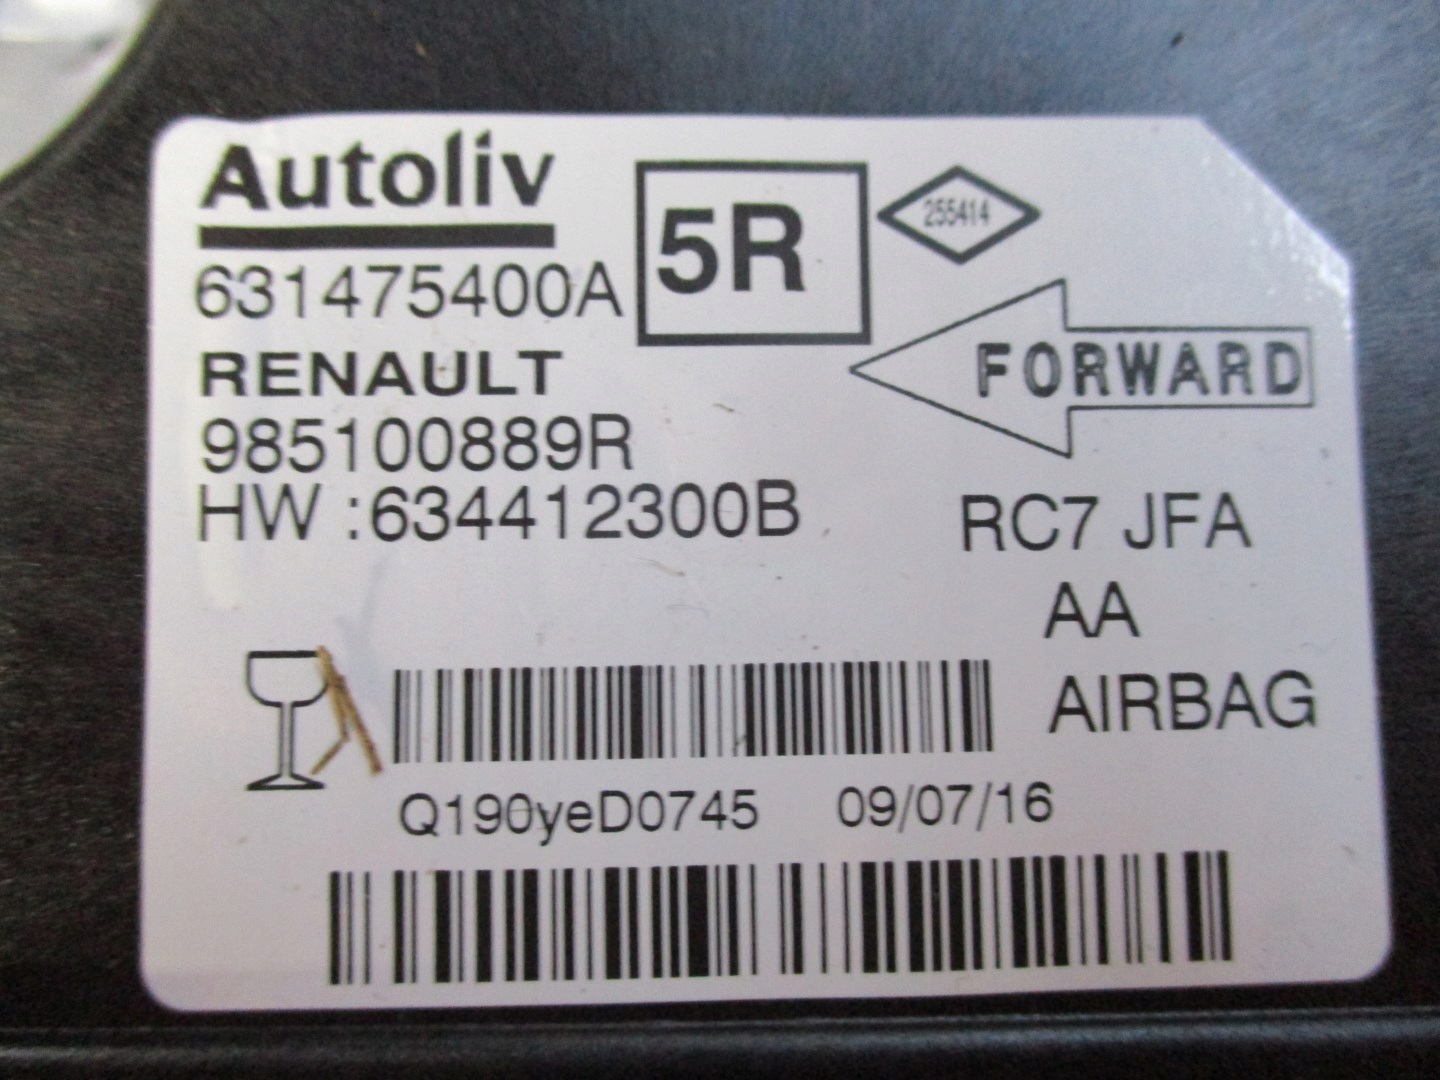 Autoliv
5R
255414
631475400A
FORWARD
RENAULT
985100889R
HW :634412300B
RC7 JFA
AA
AIRBAG
Q190yeD0745 09/07/16